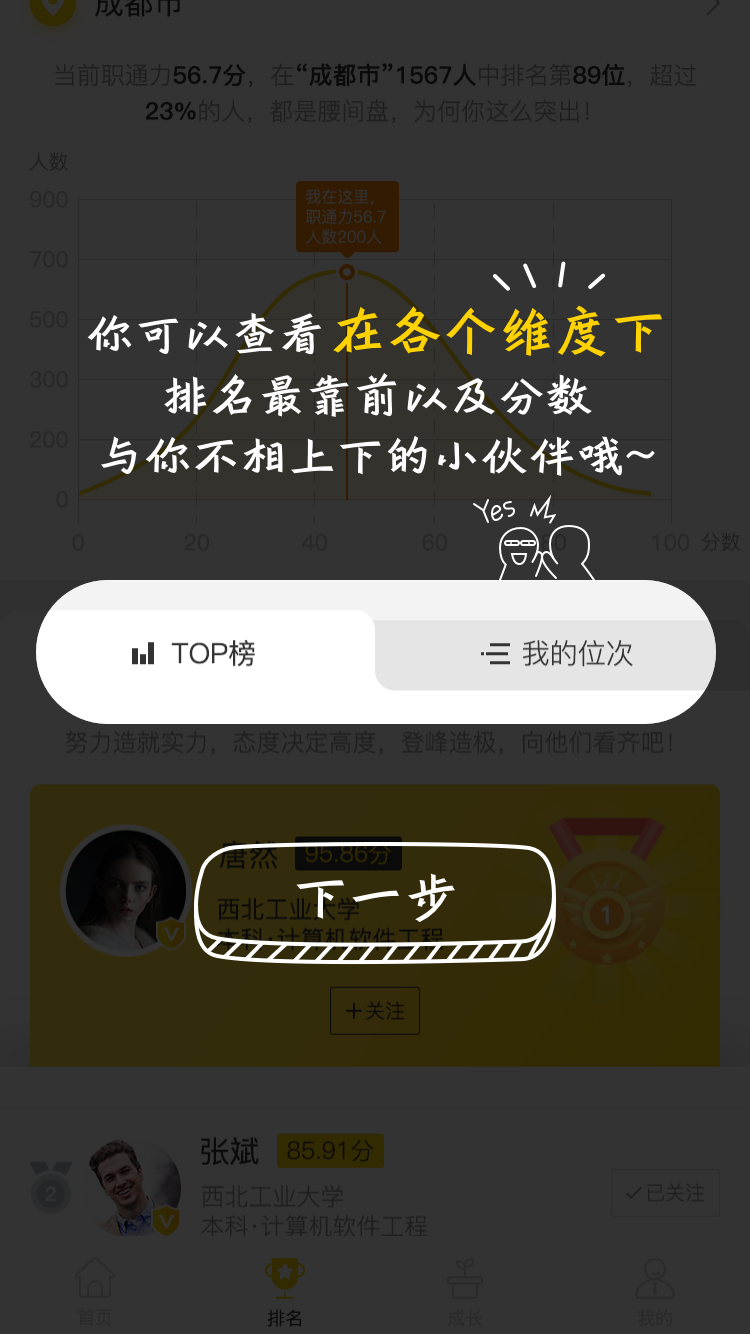 成都市
当前职通力56.7分，在“成都市”1567人中排名第89位，超过
23%的人，都是腰间盘，为何你这么突出！
人数
900
我在这里，
职通力56.7
人数200人
700
500
你可以查看在各个维度下
300
排名最靠前以及分数
200
与你不相上下的小伙伴哦~
0
Yes
0 20 40 60 80 100 分数
TOP榜 我的位次
努力造就实力，态度决定高度，登峰造极，向他们看齐吧！
唐然 95.86分
下一步
1
西北工业大学
本科·计算机软件工程
＋关注
张斌 85.91分
2
已关注
西北工业大学
本科·计算机软件工程
首页 排名 成长 我的